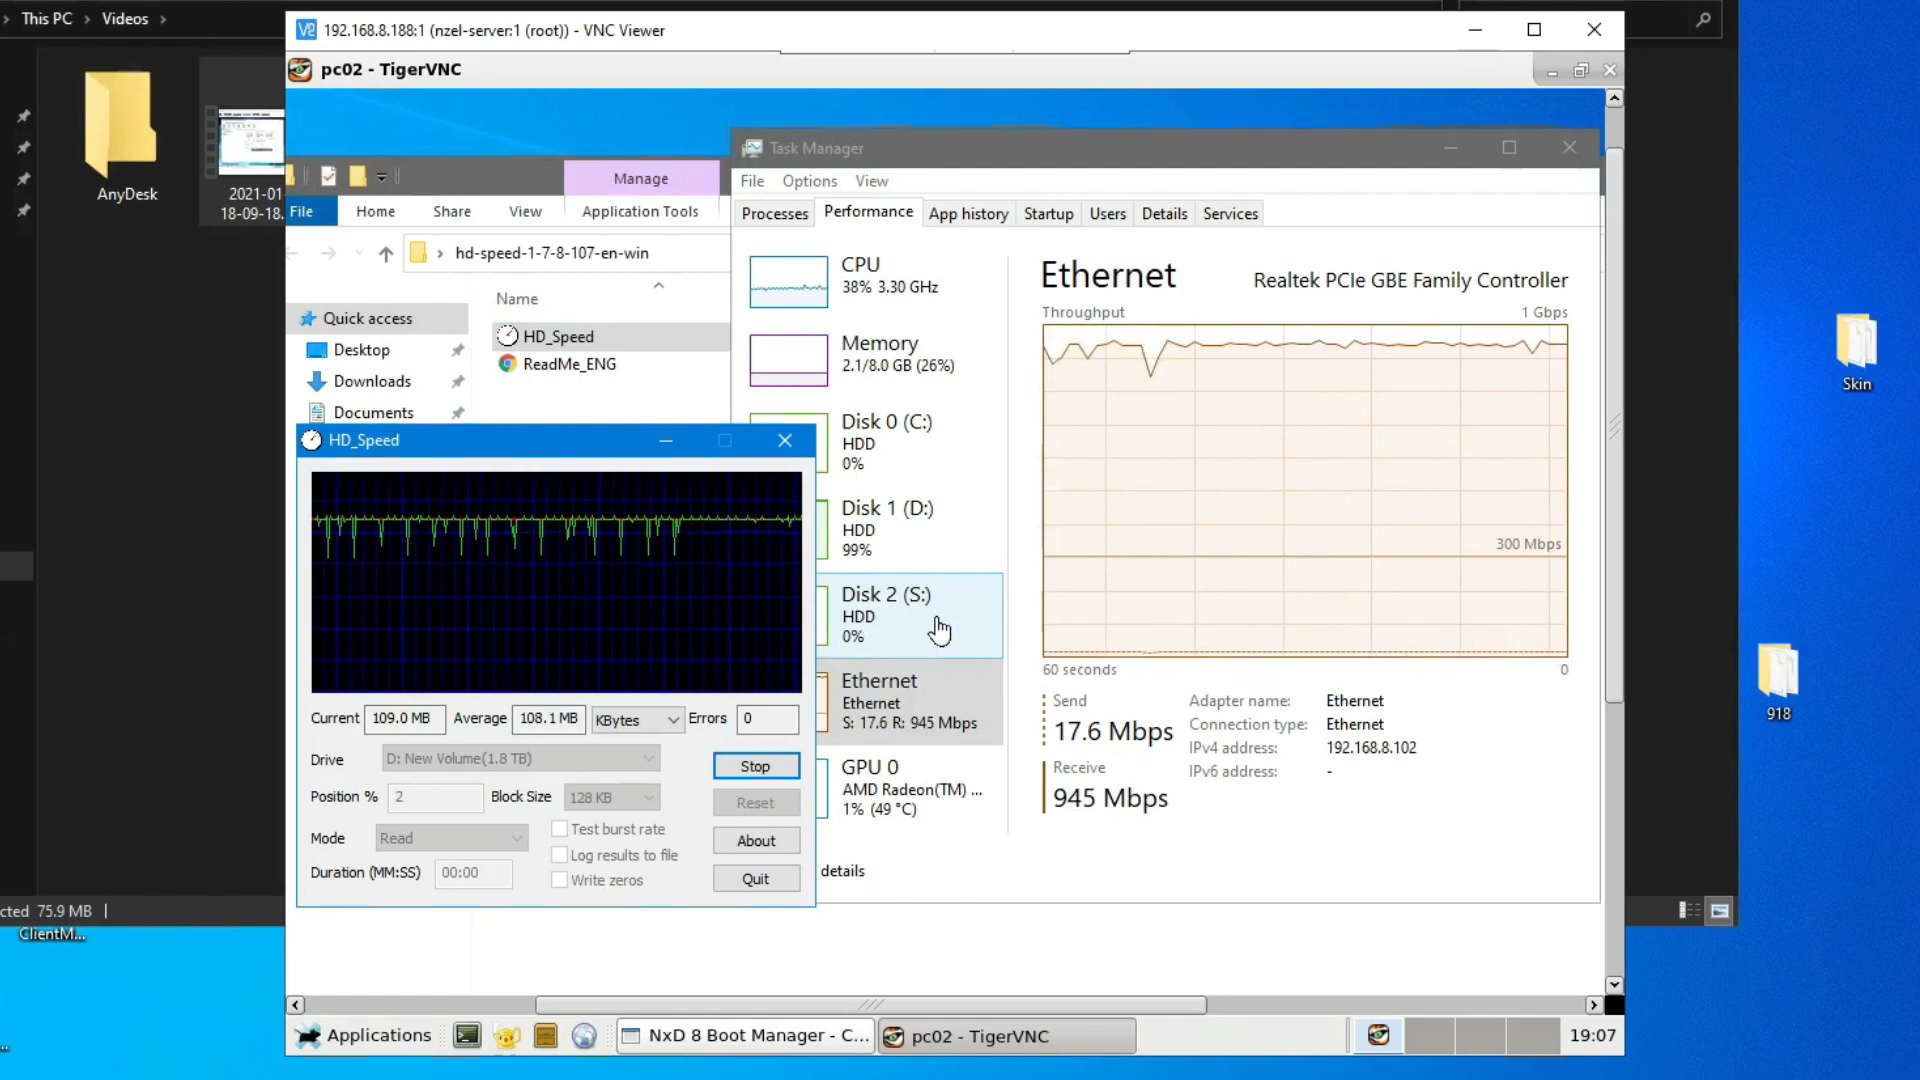 This PC > Videos >
AnyDesk
2021-01
18-09-18.
cted 75.9 MB
ClientM...
Skin
918
192.168.8.188:1 (nzel-server:1 (root)) - VNC Viewer
pc02 - TigerVNC
Manage
File Home Share View Application Tools
hd-speed-1-7-8-107-en-win
Name
Quick access
Desktop
Downloads
Documents
HD_Speed
ReadMe_ENG
Task Manager
File Options View
Processes Performance App history Startup Users Details Services
CPU
38% 3.30 GHz
Memory
2.1/8.0 GB (26%)
Disk 0 (C:)
HDD
0%
Disk 1 (D:)
HDD
99%
Disk 2 (S:)
HDD
0%
Ethernet
Ethernet
S: 17.6 R: 945 Mbps
GPU 0
AMD Radeon(TM) ...
1% (49 °C)
details
Ethernet Realtek PCIe GBE Family Controller
Throughput 1 Gbps
300 Mbps
60 seconds 0
Send
17.6 Mbps
Receive
945 Mbps
Adapter name: Ethernet
Connection type: Ethernet
IPv4 address: 192.168.8.102
IPv6 address: -
HD_Speed
Current 109.0 MB Average 108.1 MB KBytes Errors 0
Drive D: New Volume(1.8 TB) Stop
Position % 2 Block Size 128 KB Reset
Mode Read Test burst rate About
Log results to file
Duration (MM:SS) 00:00 Write zeros Quit
Applications NxD 8 Boot Manager - C... pc02 - TigerVNC 19:07